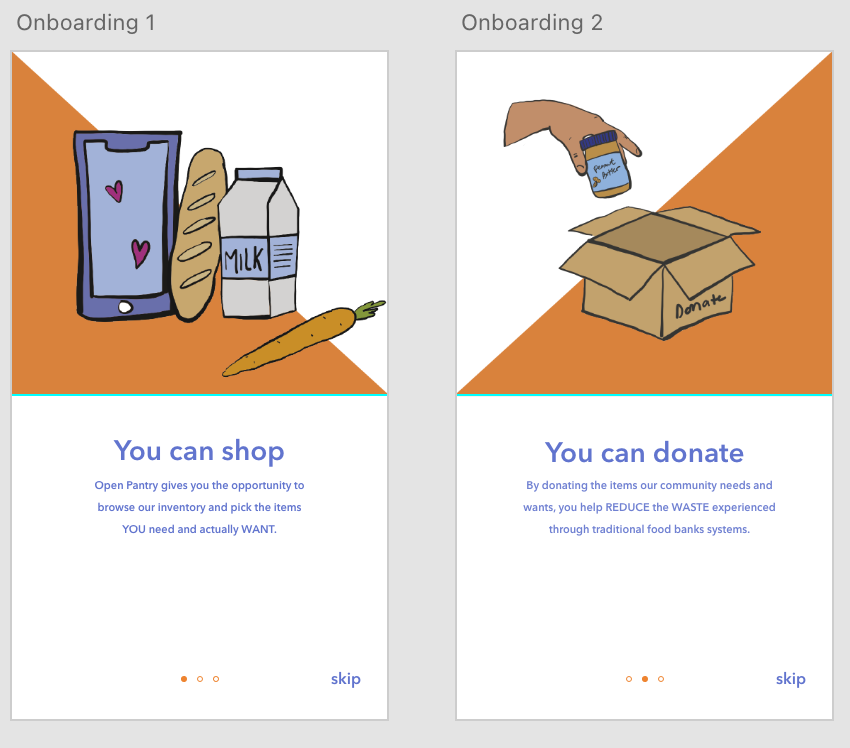 Onboarding 1
MILK
You can shop
Open Pantry gives you the opportunity to
browse our inventory and pick the items
YOU need and actually WANT.
skip
Onboarding 2
Peanut
Butter
Donate
You can donate
By donating the items our community needs and
wants, you help REDUCE the WASTE experienced
through traditional food banks systems.
skip